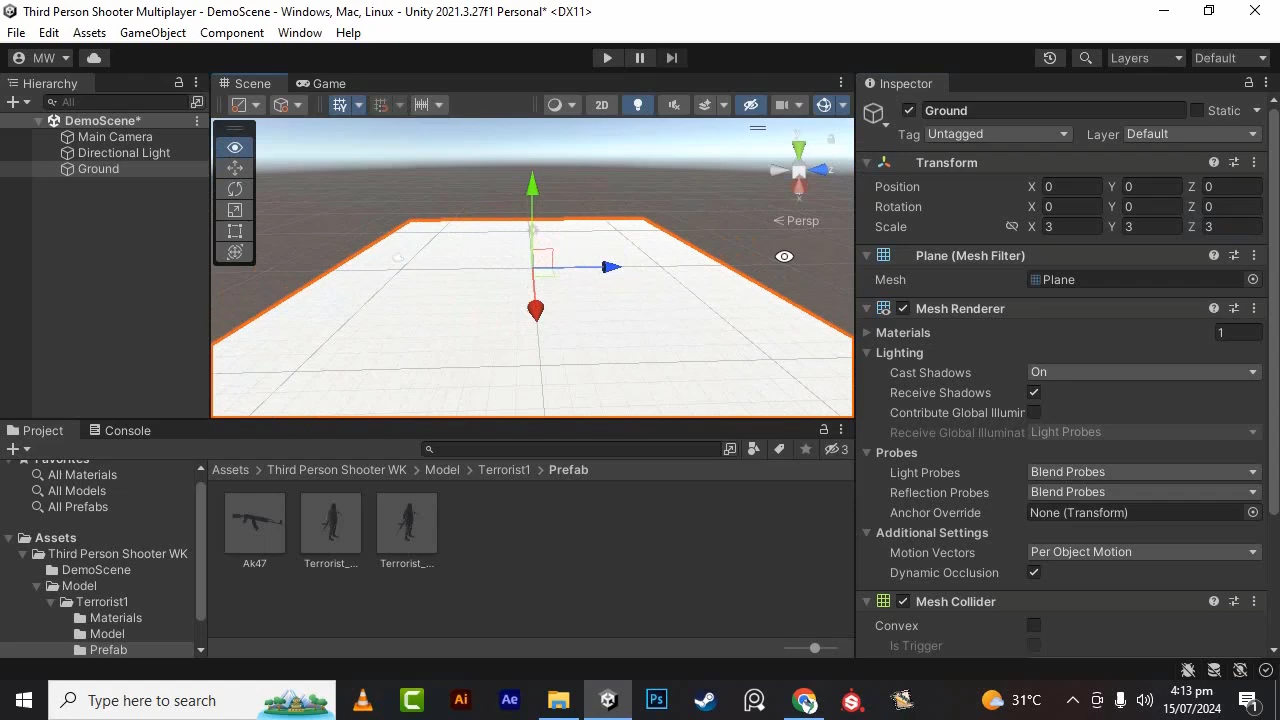 Third Person Shooter Multiplayer - DemoScene - Windows, Mac, Linux - Unity 2021.3.27f1 Personal* <DX11>
File Edit Assets GameObject Component Window Help
MW Layers Default
Hierarchy Scene Game Inspector
All 2D Ground Static
DemoScene* Tag Untagged Layer Default
Main Camera
Directional Light Transform
Ground Position X 0 Y 0 Z 0
Rotation X 0 Y 0 Z 0
Persp Scale X 3 Y 3 Z 3
Plane (Mesh Filter)
Mesh Plane
Mesh Renderer
Materials 1
Lighting
Cast Shadows On
Receive Shadows
Contribute Global Illumir
Receive Global Illuminat Light Probes
Probes
Light Probes Blend Probes
Reflection Probes Blend Probes
Anchor Override None (Transform)
Additional Settings
Motion Vectors Per Object Motion
Dynamic Occlusion
Mesh Collider
Convex
Is Trigger
Project Console
3
Favorites Assets > Third Person Shooter WK > Model > Terrorist1 > Prefab
All Materials
All Models
All Prefabs
Assets
Third Person Shooter WK
DemoScene
Model
Terrorist1
Materials
Model
Prefab
Ak47 Terrorist_... Terrorist_...
Type here to search Ai Ae Ps 31°C 4:13 pm
15/07/2024
1